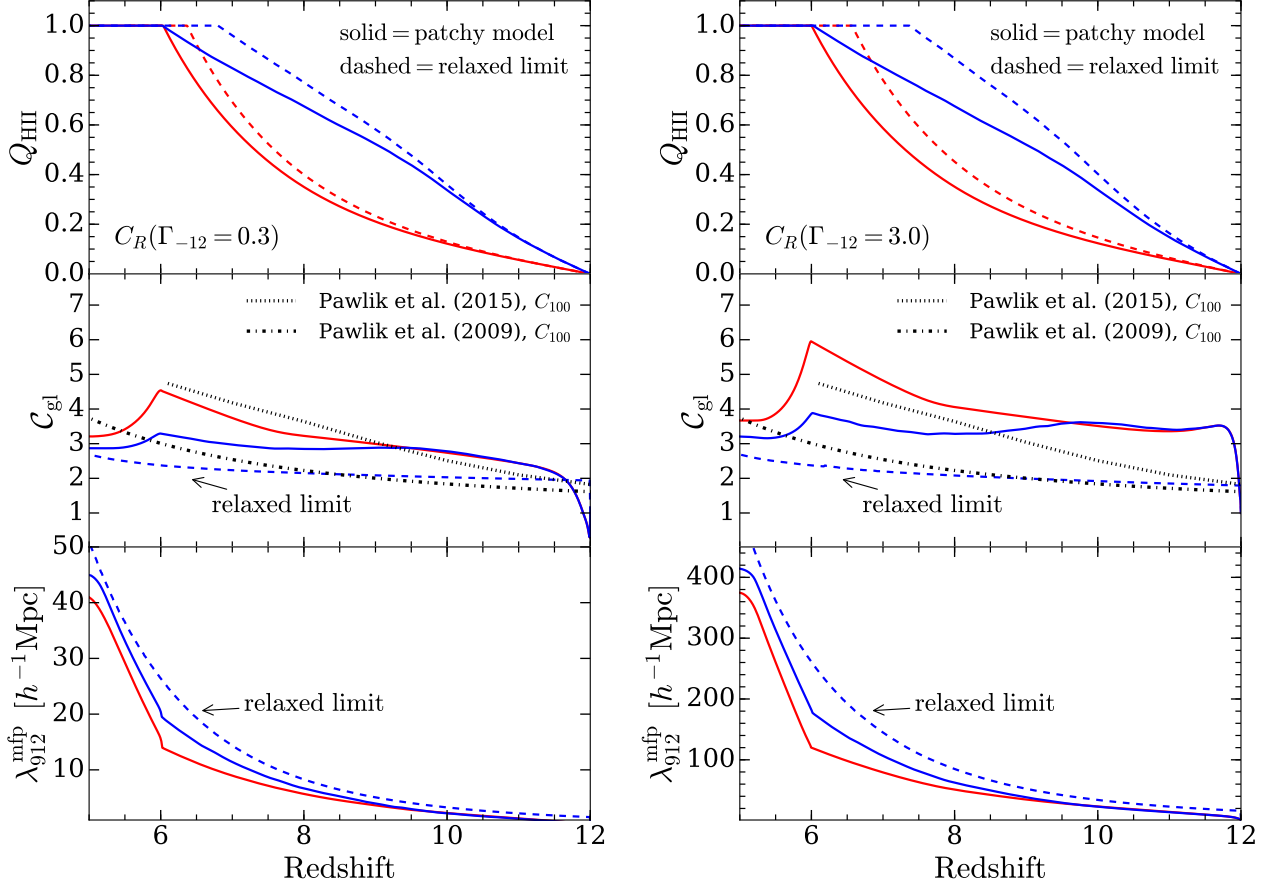 1.0
0.8
0.6
0.4
0.2
0.0
Q_HII
solid = patchy model
dashed = relaxed limit
C_R(Γ_−12 = 0.3)
7
6
5
4
3
2
1
C_gl
Pawlik et al. (2015), C_100
Pawlik et al. (2009), C_100
relaxed limit
50
40
30
20
10
λ_912^mfp [h^−1 Mpc]
relaxed limit
6 8 10 12
Redshift
1.0
0.8
0.6
0.4
0.2
0.0
Q_HII
solid = patchy model
dashed = relaxed limit
C_R(Γ_−12 = 3.0)
7
6
5
4
3
2
1
C_gl
Pawlik et al. (2015), C_100
Pawlik et al. (2009), C_100
relaxed limit
400
300
200
100
λ_912^mfp [h^−1 Mpc]
relaxed limit
6 8 10 12
Redshift